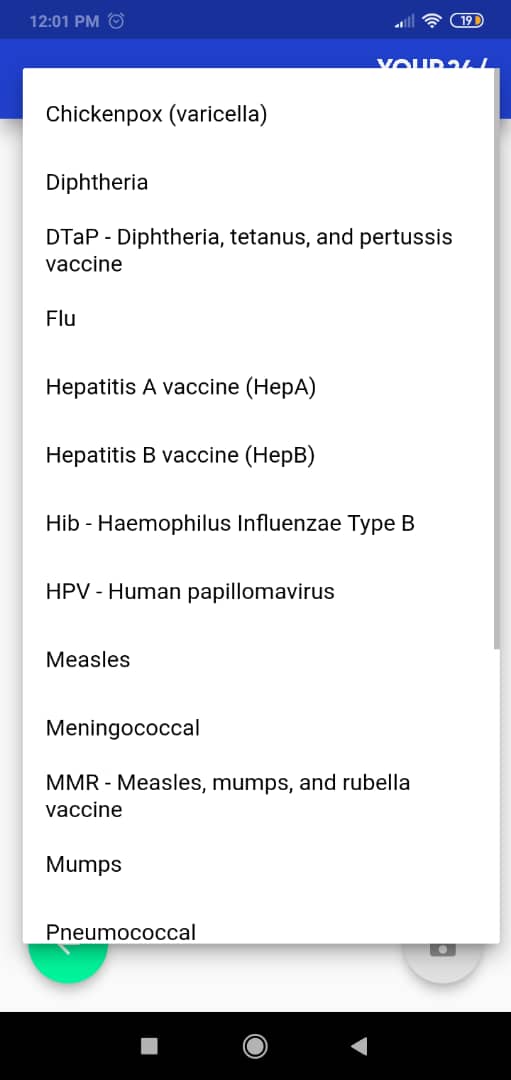 12:01 PM
19
Chickenpox (varicella)
Diphtheria
DTaP - Diphtheria, tetanus, and pertussis
vaccine
Flu
Hepatitis A vaccine (HepA)
Hepatitis B vaccine (HepB)
Hib - Haemophilus Influenzae Type B
HPV - Human papillomavirus
Measles
Meningococcal
MMR - Measles, mumps, and rubella
vaccine
Mumps
Pneumococcal